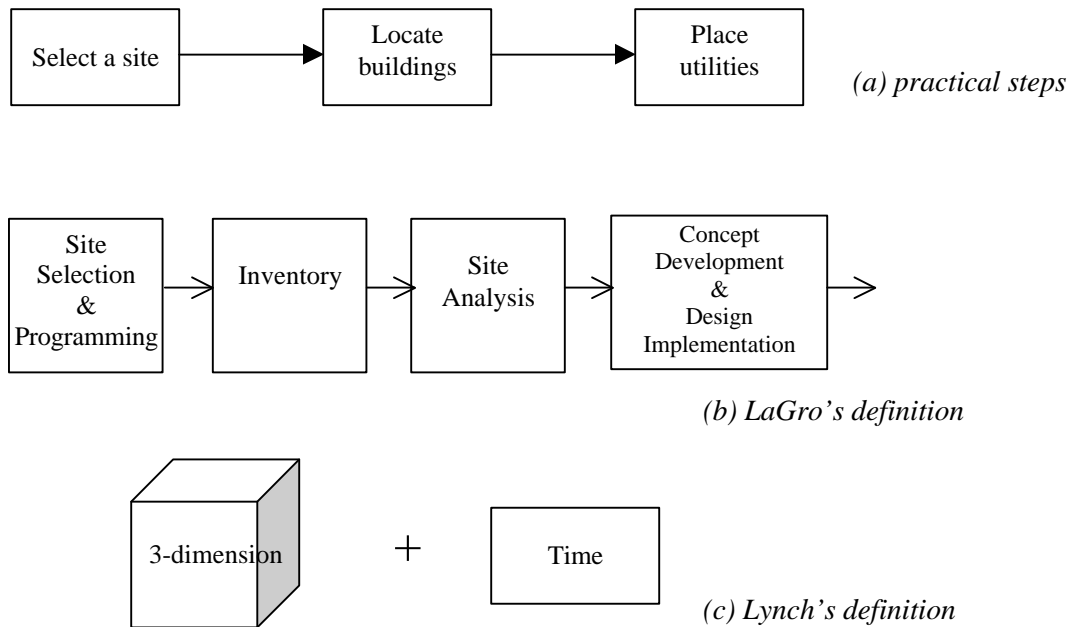 Select a site
Locate
buildings
Place
utilities
(a) practical steps
Site
Selection
&
Programming
Inventory
Site
Analysis
Concept
Development
&
Design
Implementation
(b) LaGro’s definition
3-dimension
+
Time
(c) Lynch’s definition